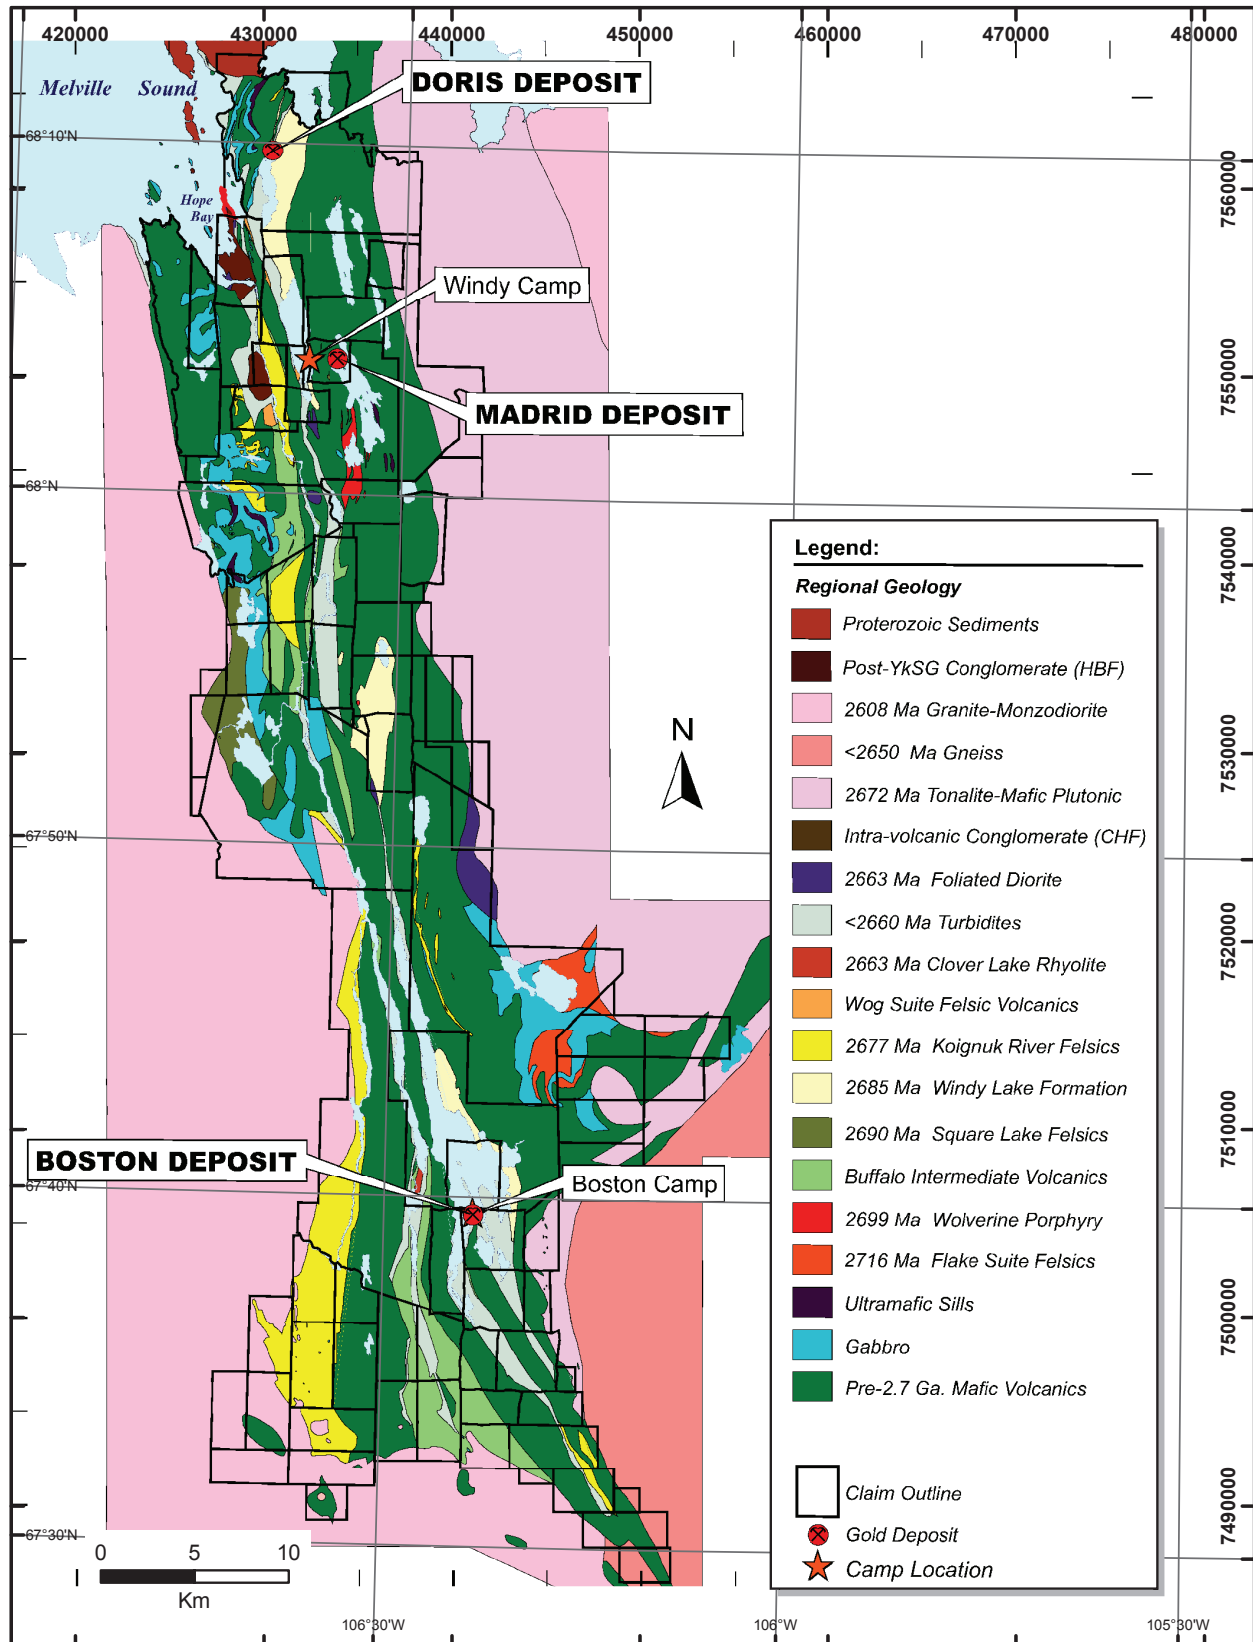 420000 430000 440000 450000 460000 470000 480000
Melville Sound
DORIS DEPOSIT
68°10'N
7560000
Hope
Bay
Windy Camp
7550000
MADRID DEPOSIT
68°N
7540000
Legend:
Regional Geology
Proterozoic Sediments
Post-YkSG Conglomerate (HBF)
2608 Ma Granite-Monzodiorite
<2650 Ma Gneiss
2672 Ma Tonalite-Mafic Plutonic
Intra-volcanic Conglomerate (CHF)
2663 Ma Foliated Diorite
<2660 Ma Turbidites
2663 Ma Clover Lake Rhyolite
Wog Suite Felsic Volcanics
2677 Ma Koignuk River Felsics
2685 Ma Windy Lake Formation
2690 Ma Square Lake Felsics
Buffalo Intermediate Volcanics
2699 Ma Wolverine Porphyry
2716 Ma Flake Suite Felsics
Ultramafic Sills
Gabbro
Pre-2.7 Ga. Mafic Volcanics
Claim Outline
Gold Deposit
Camp Location
N
7530000
67°50'N
7520000
7510000
BOSTON DEPOSIT
67°40'N
Boston Camp
7500000
7490000
67°30'N
0 5 10
Km
106°30'W 106°W 105°30'W